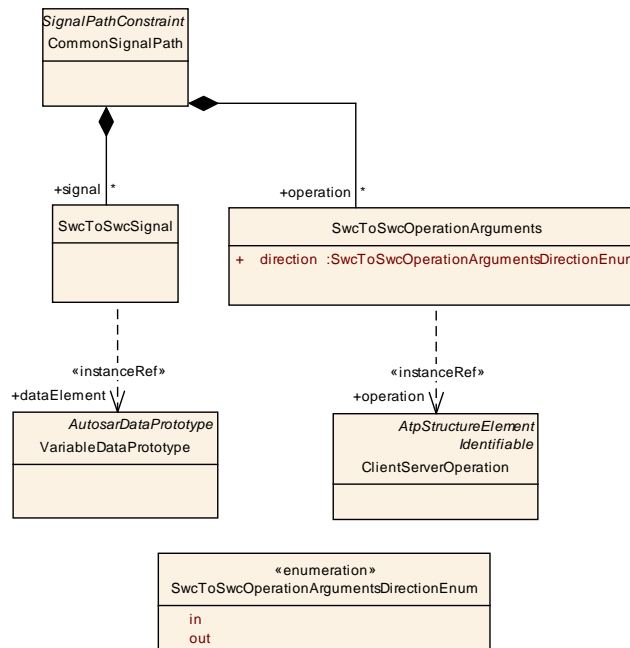 SignalPathConstraint
CommonSignalPath
+signal *
+operation *
SwcToSwcSignal
SwcToSwcOperationArguments
+ direction :SwcToSwcOperationArgumentsDirectionEnum
«instanceRef»
«instanceRef»
+dataElement
+operation
AutosarDataPrototype
VariableDataPrototype
AtpStructureElement
Identifiable
ClientServerOperation
«enumeration»
SwcToSwcOperationArgumentsDirectionEnum
in
out